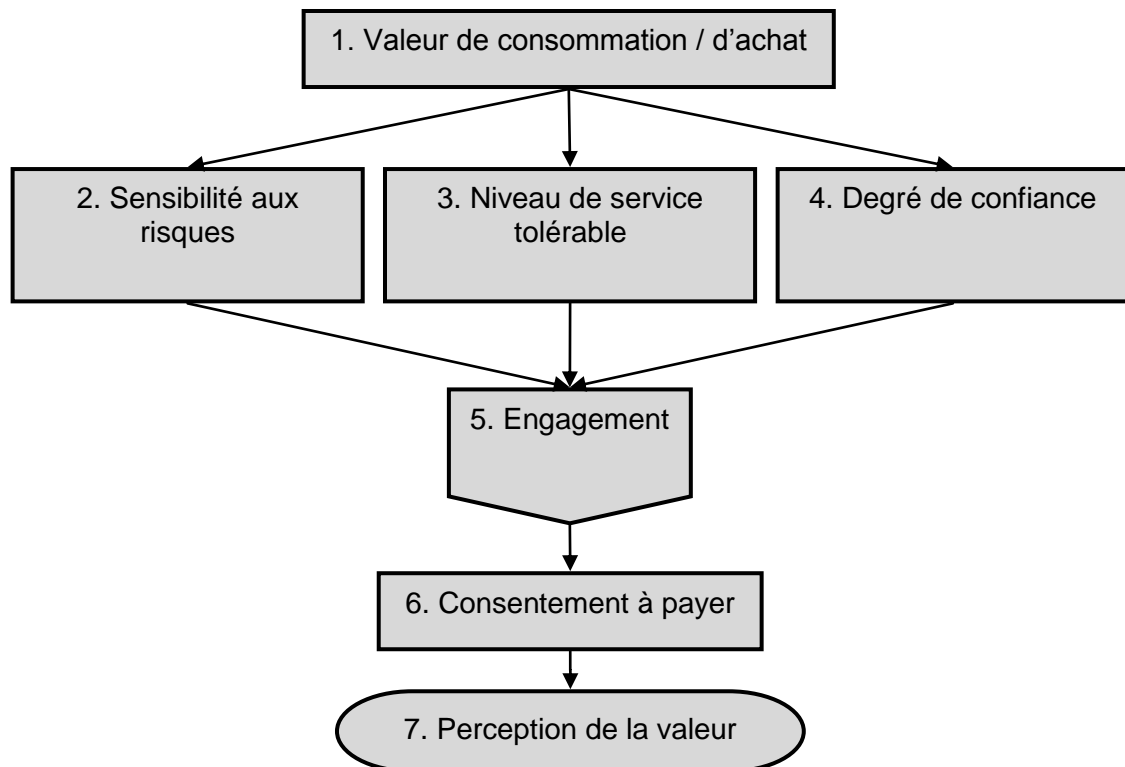 1. Valeur de consommation / d’achat
2. Sensibilité aux
risques
3. Niveau de service
tolérable
4. Degré de confiance
5. Engagement
6. Consentement à payer
7. Perception de la valeur